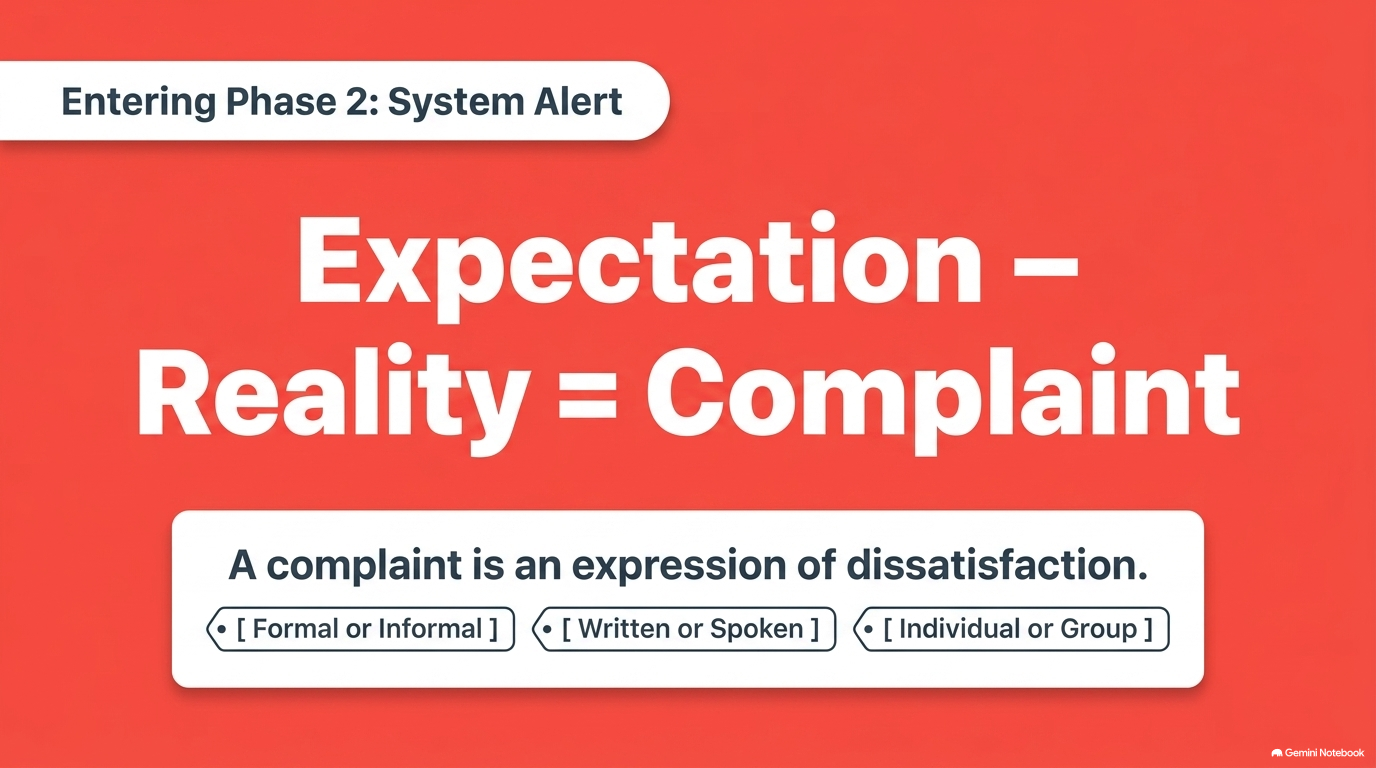 Entering Phase 2: System Alert
Expectation –
Reality = Complaint
A complaint is an expression of dissatisfaction.
[ Formal or Informal ] [ Written or Spoken ] [ Individual or Group ]
Gemini Notebook